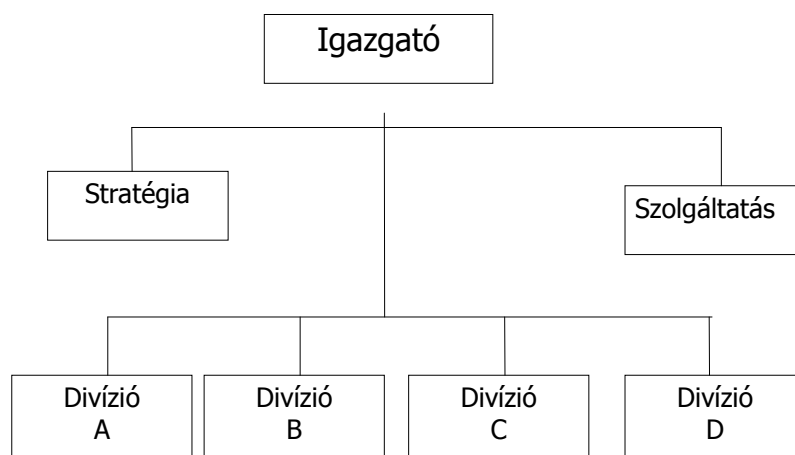 Igazgató
Stratégia
Szolgáltatás
Divízió
A
Divízió
B
Divízió
C
Divízió
D